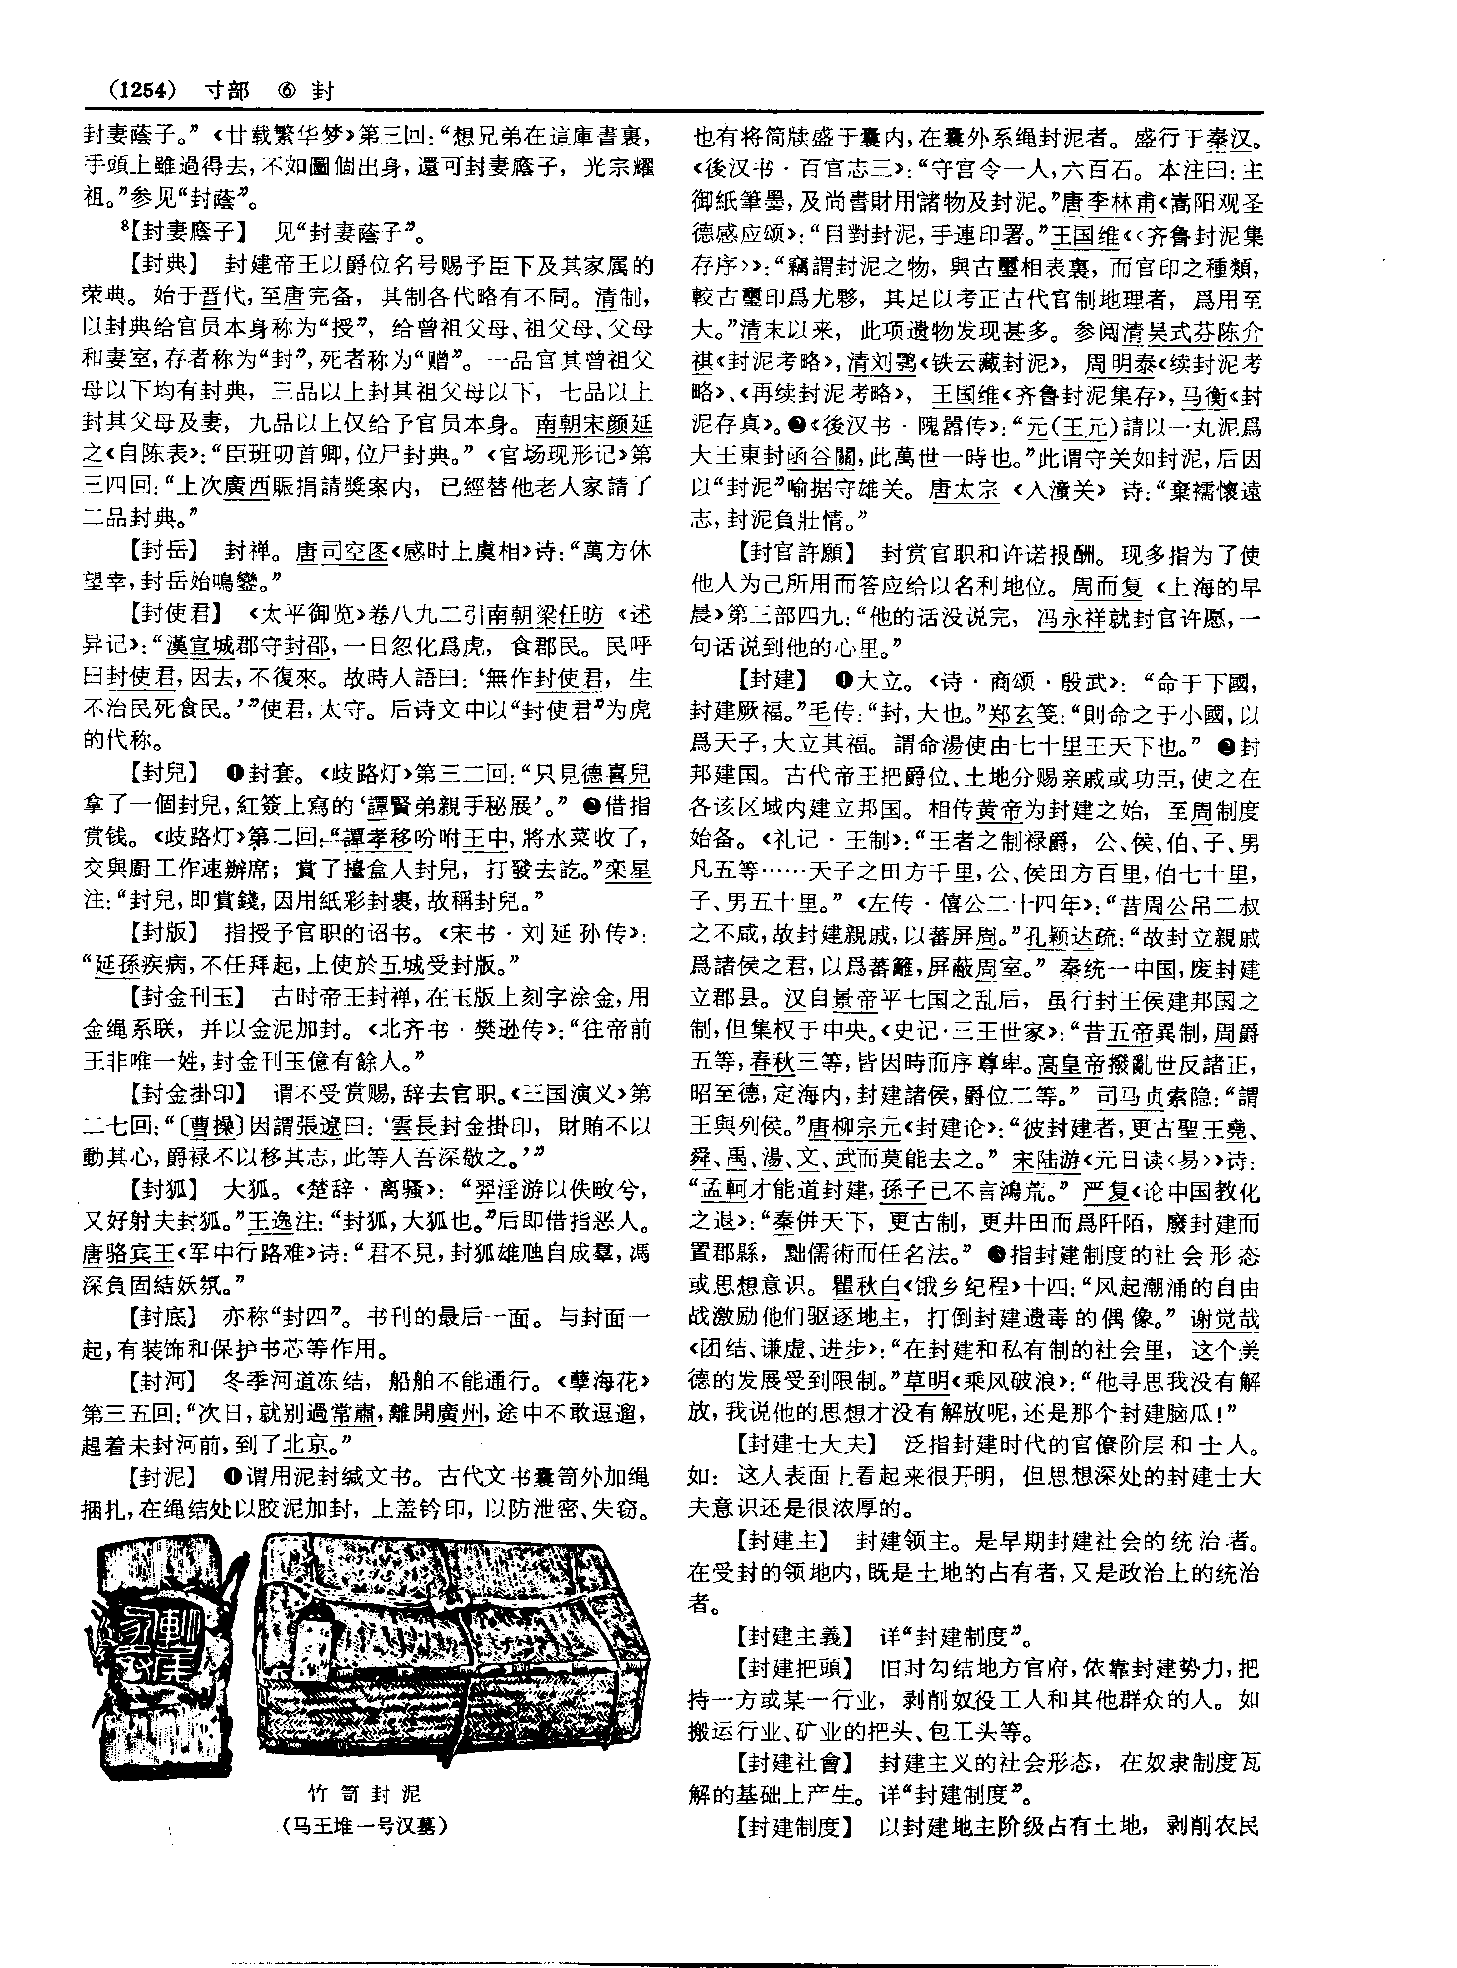 (1254) 寸部 ⑥ 封
封妻蔭子。”《廿载繁华梦》第三回：“想兄弟在這庫書裏，
手頭上雖過得去，不如圖個出身，還可封妻廕子，光宗耀
祖。”参见“封蔭”。
⁸【封妻廕子】 见“封妻蔭子”。
【封典】 封建帝王以爵位名号赐予臣下及其家属的
荣典。始于晋代，至唐完备，其制各代略有不同。清制，
以封典给官员本身称为“授”，给曾祖父母、祖父母、父母
和妻室，存者称为“封”，死者称为“赠”。一品官其曾祖父
母以下均有封典，三品以上封其祖父母以下，七品以上
封其父母及妻，九品以上仅给予官员本身。南朝宋颜延
之《自陈表》：“臣班叨首卿，位尸封典。”《官场现形记》第
三四回：“上次廣西賑捐請獎案内，已經替他老人家請了
二品封典。”
【封岳】 封禅。唐司空图《感时上虞相》诗：“萬方休
望幸，封岳始鳴鑾。”
【封使君】 《太平御览》卷八九二引南朝梁任昉《述
异记》：“漢宣城郡守封邵，一日忽化爲虎，食郡民。民呼
曰封使君，因去，不復來。故時人語曰：‘無作封使君，生
不治民死食民。’”使君，太守。后诗文中以“封使君”为虎
的代称。
【封兒】 ❶封套。《歧路灯》第三二回：“只見德喜兒
拿了一個封兒，紅簽上寫的‘譚賢弟親手秘展’。”❷借指
赏钱。《歧路灯》第二回：“譚孝移吩咐王中，將水菜收了，
交與廚工作速辦席；賞了擡盒人封兒，打發去訖。”栾星
注：“封兒，即賞錢，因用紙彩封裹，故稱封兒。”
【封版】 指授予官职的诏书。《宋书·刘延孙传》：
“延孫疾病，不任拜起，上使於五城受封版。”
【封金刊玉】 古时帝王封禅，在玉版上刻字涂金，用
金绳系联，并以金泥加封。《北齐书·樊逊传》：“往帝前
王非唯一姓，封金刊玉億有餘人。”
【封金掛印】 谓不受赏赐，辞去官职。《三国演义》第
二七回：“〔曹操〕因謂張遼曰：‘雲長封金掛印，財賄不以
動其心，爵禄不以移其志，此等人吾深敬之。’”
【封狐】 大狐。《楚辞·离骚》：“羿淫游以佚畋兮，
又好射夫封狐。”王逸注：“封狐，大狐也。”后即借指恶人。
唐骆宾王《军中行路难》诗：“君不見，封狐雄虺自成羣，馮
深負固結妖氛。”
【封底】 亦称“封四”。书刊的最后一面。与封面一
起，有装饰和保护书芯等作用。
【封河】 冬季河道冻结，船舶不能通行。《孽海花》
第三五回：“次日，就别過常肅，離開廣州，途中不敢逗遛，
趕着未封河前，到了北京。”
【封泥】 ❶谓用泥封缄文书。古代文书囊笥外加绳
捆扎，在绳结处以胶泥加封，上盖钤印，以防泄密、失窃。
竹笥封泥
（马王堆一号汉墓）
也有将简牍盛于囊内，在囊外系绳封泥者。盛行于秦汉。
《後汉书·百官志三》：“守宫令一人，六百石。本注曰：主
御紙筆墨，及尚書財用諸物及封泥。”唐李林甫《嵩阳观圣
德感应颂》：“目對封泥，手連印署。”王国维《〈齐鲁封泥集
存序〉》：“竊謂封泥之物，與古璽相表裏，而官印之種類，
較古璽印爲尤夥，其足以考正古代官制地理者，爲用至
大。”清末以来，此项遗物发现甚多。参阅清吴式芬陈介
祺《封泥考略》，清刘鹗《铁云藏封泥》，周明泰《续封泥考
略》、《再续封泥考略》，王国维《齐鲁封泥集存》，马衡《封
泥存真》。❷《後汉书·隗嚣传》：“元（王元）請以一丸泥爲
大王東封函谷關，此萬世一時也。”此谓守关如封泥，后因
以“封泥”喻据守雄关。唐太宗《入潼关》诗：“棄襦懷遠
志，封泥負壯情。”
【封官許願】 封赏官职和许诺报酬。现多指为了使
他人为己所用而答应给以名利地位。周而复《上海的早
晨》第三部四九：“他的话没说完，冯永祥就封官许愿，一
句话说到他的心里。”
【封建】 ❶大立。《诗·商颂·殷武》：“命于下國，
封建厥福。”毛传：“封，大也。”郑玄笺：“則命之于小國，以
爲天子，大立其福。謂命湯使由七十里王天下也。”❷封
邦建国。古代帝王把爵位、土地分赐亲戚或功臣，使之在
各该区域内建立邦国。相传黄帝为封建之始，至周制度
始备。《礼记·王制》：“王者之制禄爵，公、侯、伯、子、男
凡五等……天子之田方千里，公、侯田方百里，伯七十里，
子、男五十里。”《左传·僖公二十四年》：“昔周公吊二叔
之不咸，故封建親戚，以蕃屏周。”孔颖达疏：“故封立親戚
爲諸侯之君，以爲蕃籬，屏蔽周室。”秦统一中国，废封建
立郡县。汉自景帝平七国之乱后，虽行封王侯建邦国之
制，但集权于中央。《史记·三王世家》：“昔五帝異制，周爵
五等，春秋三等，皆因時而序尊卑。高皇帝撥亂世反諸正，
昭至德，定海内，封建諸侯，爵位二等。”司马贞索隐：“謂
王與列侯。”唐柳宗元《封建论》：“彼封建者，更古聖王堯、
舜、禹、湯、文、武而莫能去之。”宋陆游《元日读〈易〉》诗：
“孟軻才能道封建，孫子已不言鴻荒。”严复《论中国教化
之退》：“秦併天下，更古制，更井田而爲阡陌，廢封建而
置郡縣，黜儒術而任名法。”❸指封建制度的社会形态
或思想意识。瞿秋白《饿乡纪程》十四：“风起潮涌的自由
战激励他们驱逐地主，打倒封建遗毒的偶像。”谢觉哉
《团结、谦虚、进步》：“在封建和私有制的社会里，这个美
德的发展受到限制。”草明《乘风破浪》：“他寻思我没有解
放，我说他的思想才没有解放呢，还是那个封建脑瓜！”
【封建士大夫】 泛指封建时代的官僚阶层和士人。
如：这人表面上看起来很开明，但思想深处的封建士大
夫意识还是很浓厚的。
【封建主】 封建领主。是早期封建社会的统治者。
在受封的领地内，既是土地的占有者，又是政治上的统治
者。
【封建主義】 详“封建制度”。
【封建把頭】 旧时勾结地方官府，依靠封建势力，把
持一方或某一行业，剥削奴役工人和其他群众的人。如
搬运行业、矿业的把头、包工头等。
【封建社會】 封建主义的社会形态，在奴隶制度瓦
解的基础上产生。详“封建制度”。
【封建制度】 以封建地主阶级占有土地，剥削农民